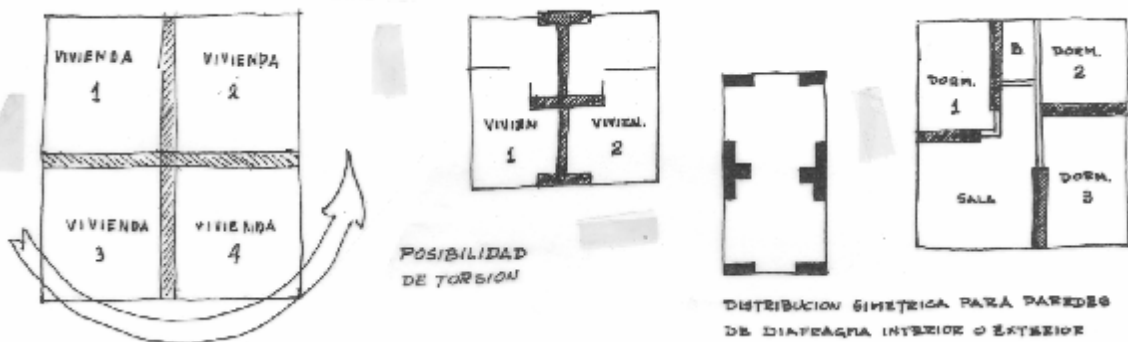 VIVIENDA
1
VIVIENDA
2
VIVIENDA
3
VIVIENDA
4
VIVIEN
1
VIVIEN.
2
POSIBILIDAD
DE TORSION
DORM.
1
B.
DORM.
2
SALA
DORM.
3
DISTRIBUCION SIMETRICA PARA PAREDES
DE DIAFRAGMA INTERIOR O EXTERIOR